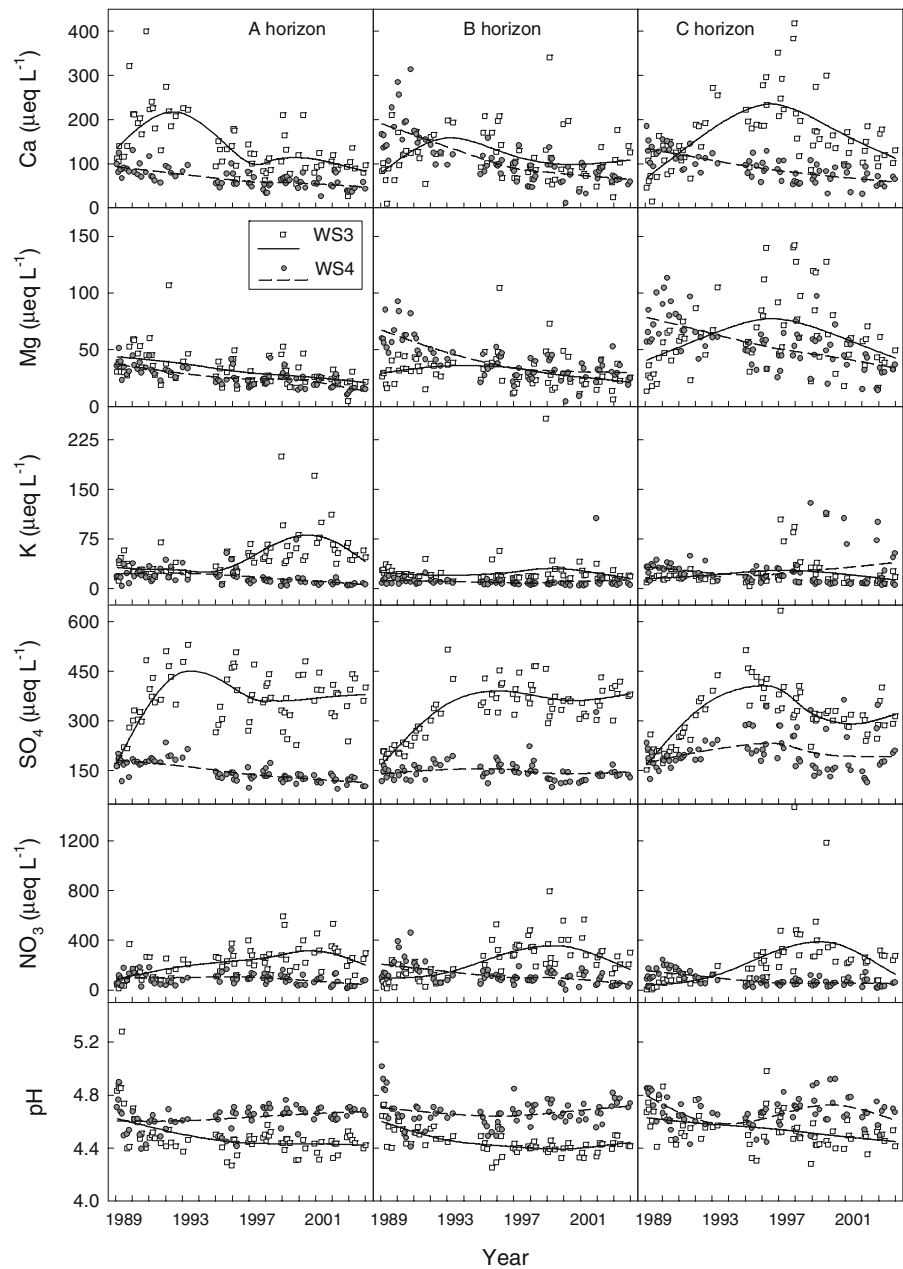 A horizon B horizon C horizon
Ca (µeq L⁻¹)
400
300
200
100
0
WS3
WS4
Mg (µeq L⁻¹)
150
100
50
0
K (µeq L⁻¹)
225
150
75
0
SO₄ (µeq L⁻¹)
600
450
300
150
NO₃ (µeq L⁻¹)
1200
800
400
0
pH
5.2
4.8
4.4
4.0
1989 1993 1997 2001 1989 1993 1997 2001 1989 1993 1997 2001
Year